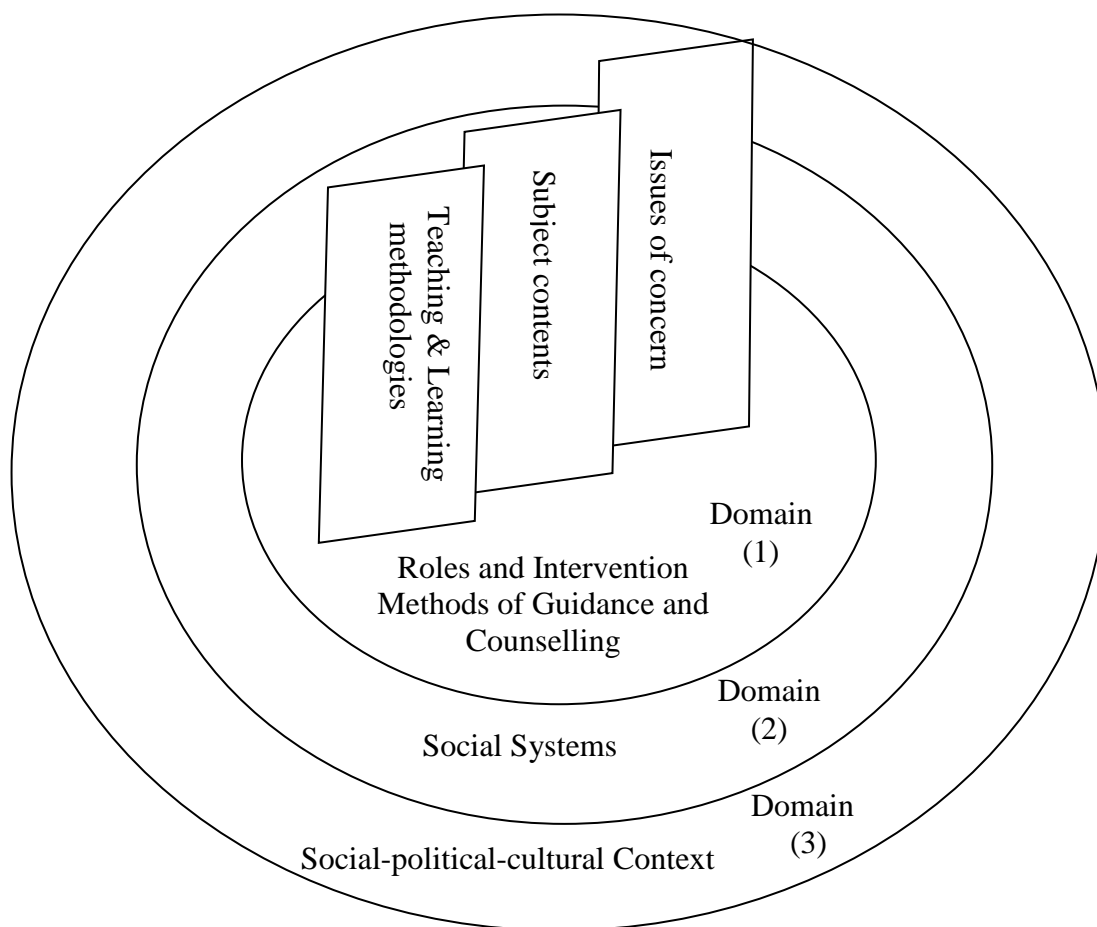 Teaching & Learning
methodologies
Subject contents
Issues of concern
Domain
(1)
Roles and Intervention
Methods of Guidance and
Counselling
Domain
(2)
Social Systems
Domain
(3)
Social-political-cultural Context